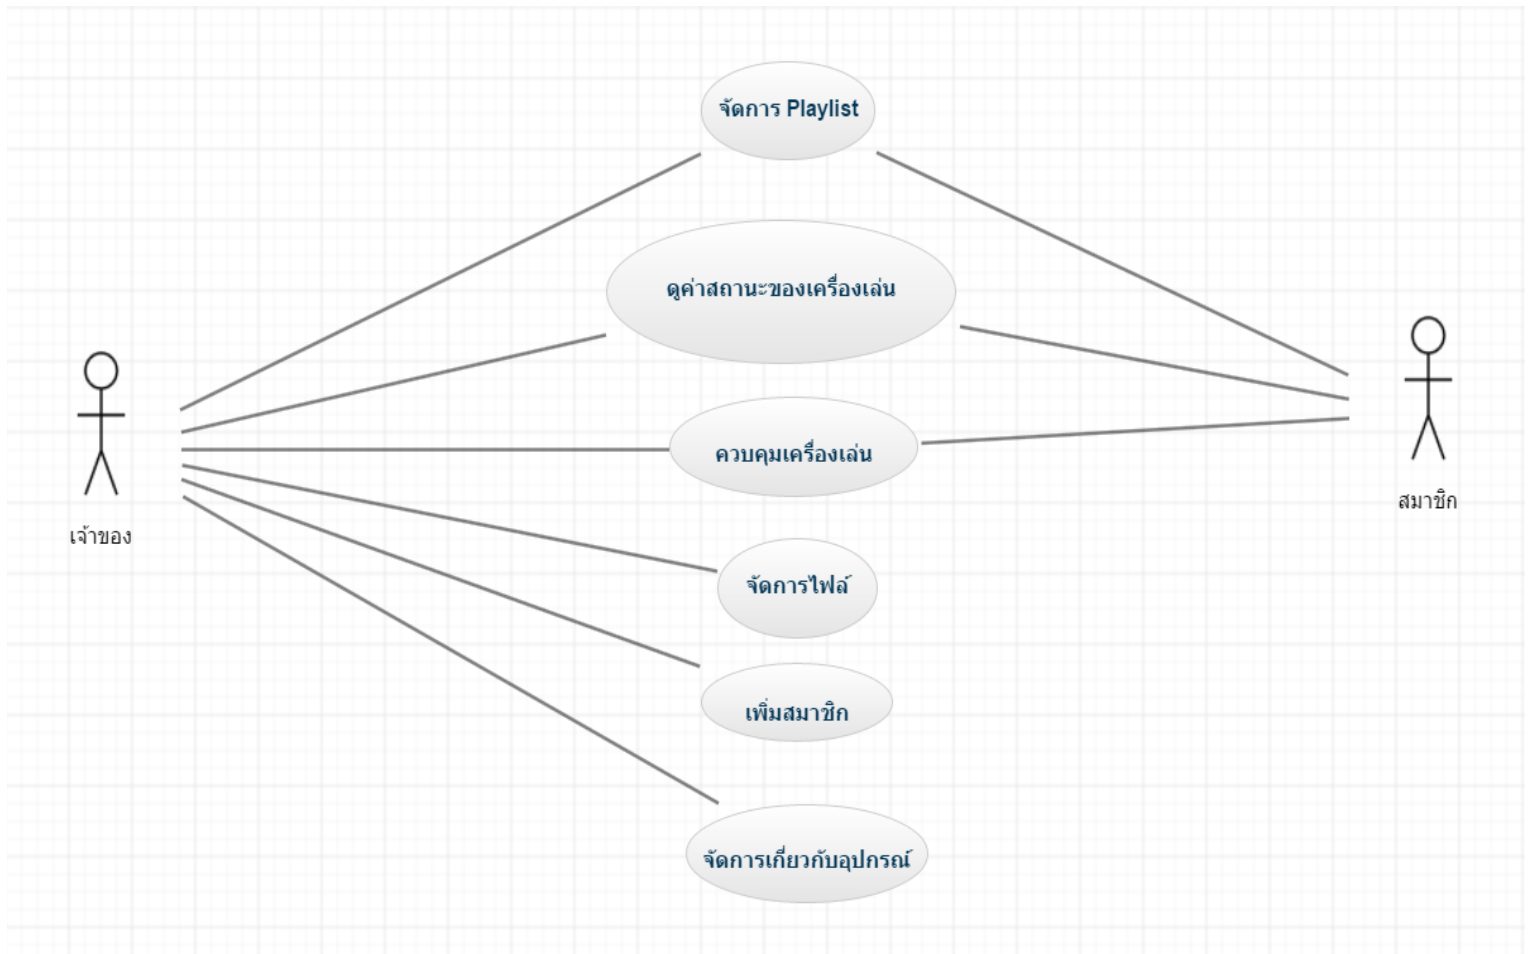 จัดการ Playlist
ดูค่าสถานะของเครื่องเล่น
ควบคุมเครื่องเล่น
สมาชิก
เจ้าของ
จัดการไฟล์
เพิ่มสมาชิก
จัดการเกี่ยวกับอุปกรณ์